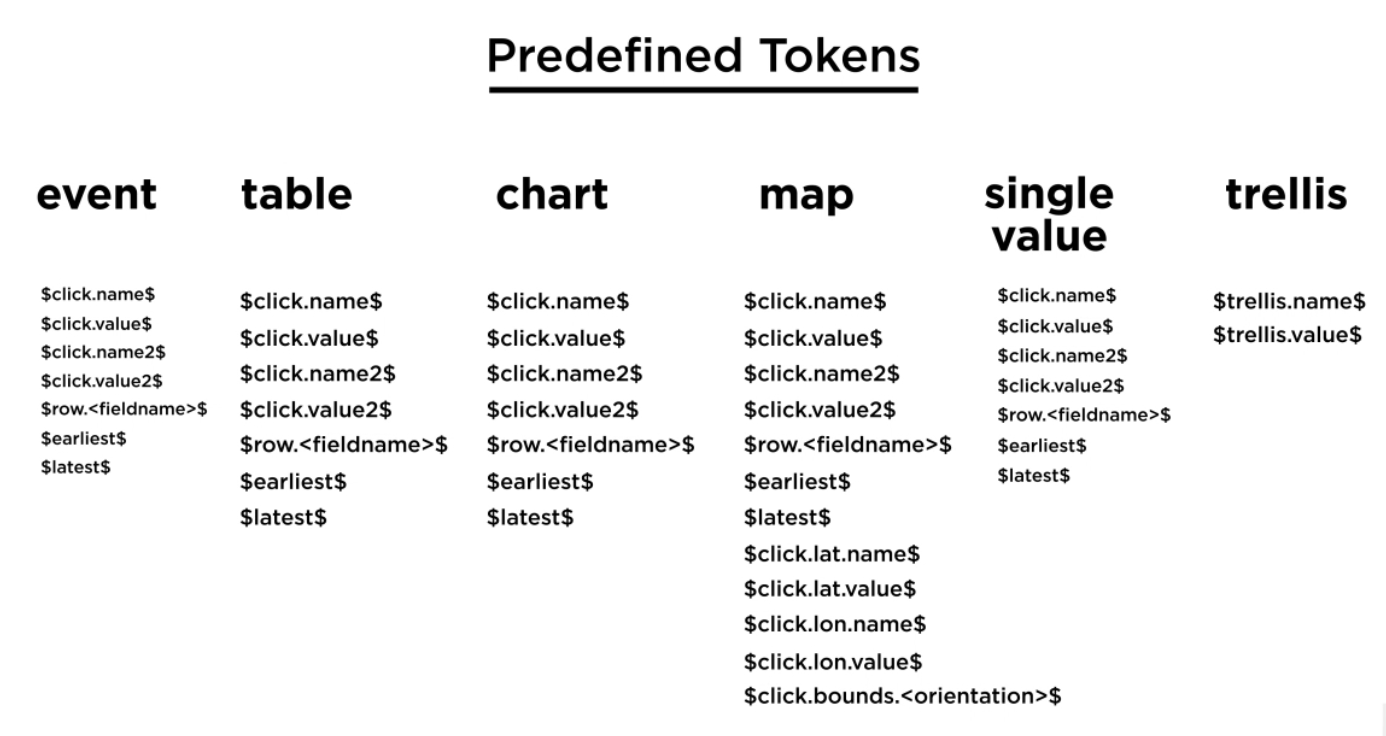 Predefined Tokens
event
$click.name$
$click.value$
$click.name2$
$click.value2$
$row.<fieldname>$
$earliest$
$latest$
table
$click.name$
$click.value$
$click.name2$
$click.value2$
$row.<fieldname>$
$earliest$
$latest$
chart
$click.name$
$click.value$
$click.name2$
$click.value2$
$row.<fieldname>$
$earliest$
$latest$
map
$click.name$
$click.value$
$click.name2$
$click.value2$
$row.<fieldname>$
$earliest$
$latest$
$click.lat.name$
$click.lat.value$
$click.lon.name$
$click.lon.value$
$click.bounds.<orientation>$
single
value
$click.name$
$click.value$
$click.name2$
$click.value2$
$row.<fieldname>$
$earliest$
$latest$
trellis
$trellis.name$
$trellis.value$